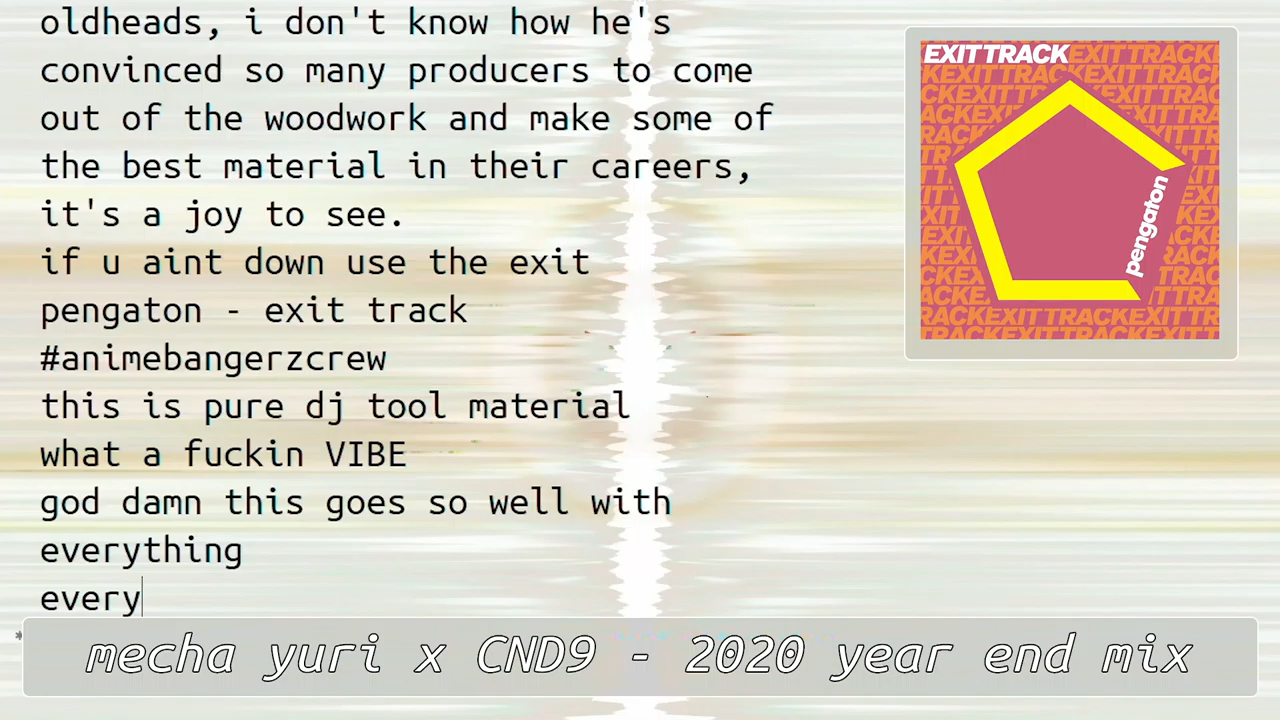 oldheads, i don't know how he's
convinced so many producers to come
out of the woodwork and make some of
the best material in their careers,
it's a joy to see.
if u aint down use the exit
pengaton - exit track
#animebangerzcrew
this is pure dj tool material
what a fuckin VIBE
god damn this goes so well with
everything
every
*
EXIT TRACK
pengaton
mecha yuri x CND9 - 2020 year end mix